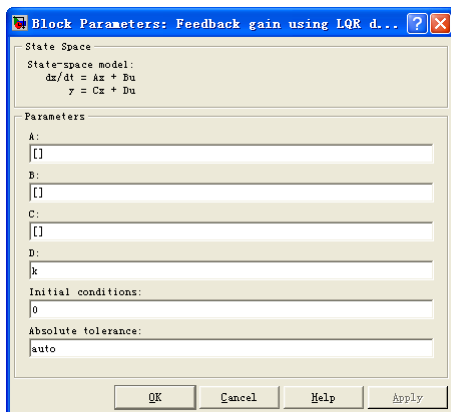 Block Parameters: Feedback gain using LQR d...
State Space
State-space model:
dx/dt = Ax + Bu
y = Cx + Du
Parameters
A:
[]
B:
[]
C:
[]
D:
k
Initial conditions:
0
Absolute tolerance:
auto
OK Cancel Help Apply